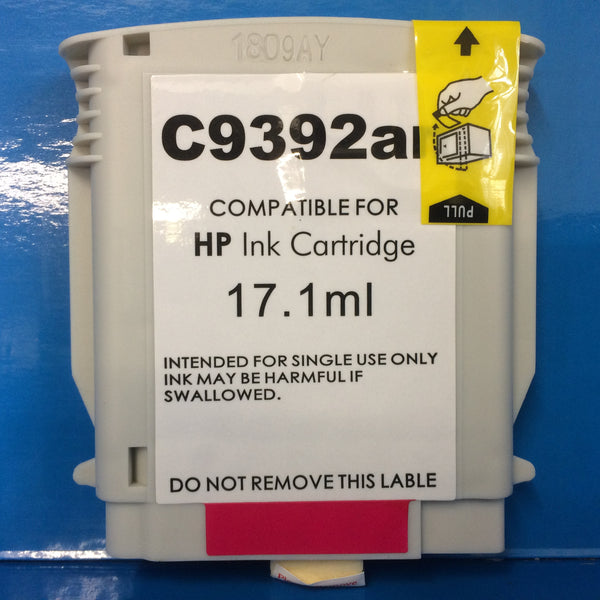 1809AY
C9392a
PULL
COMPATIBLE FOR
HP Ink Cartridge
17.1ml
INTENDED FOR SINGLE USE ONLY
INK MAY BE HARMFUL IF
SWALLOWED.
DO NOT REMOVE THIS LABLE